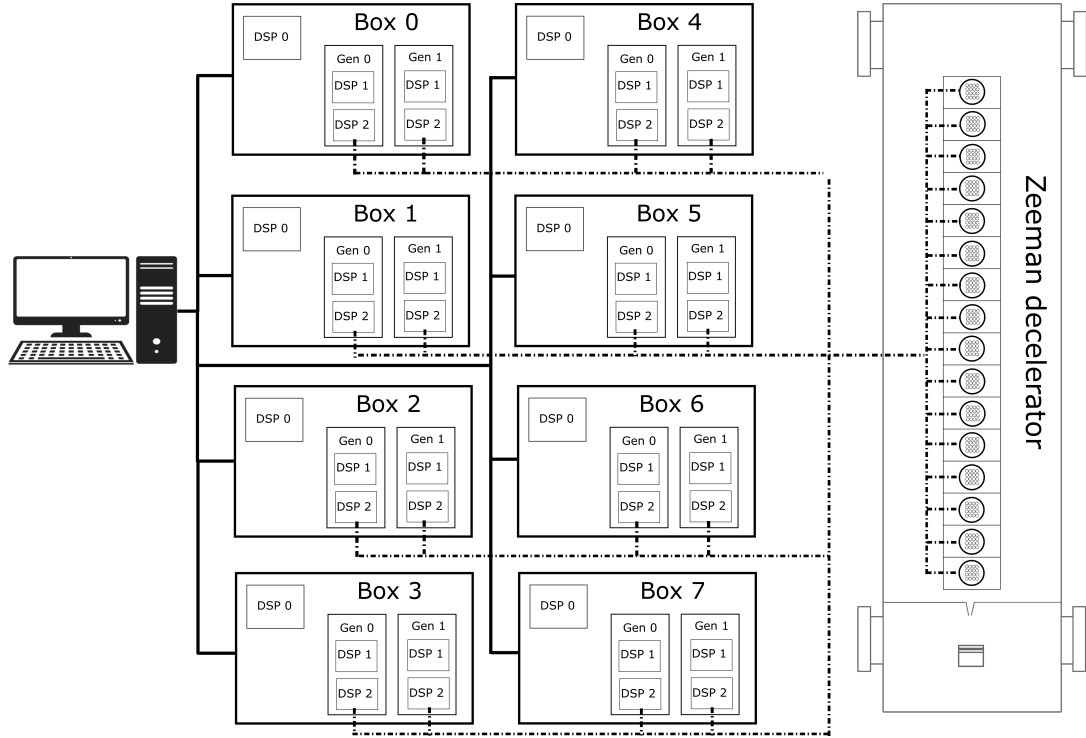 Box 0
DSP 0
Gen 0
Gen 1
DSP 1
DSP 1
DSP 2
DSP 2
Box 4
DSP 0
Gen 0
Gen 1
DSP 1
DSP 1
DSP 2
DSP 2
Box 1
DSP 0
Gen 0
Gen 1
DSP 1
DSP 1
DSP 2
DSP 2
Box 5
DSP 0
Gen 0
Gen 1
DSP 1
DSP 1
DSP 2
DSP 2
Box 2
DSP 0
Gen 0
Gen 1
DSP 1
DSP 1
DSP 2
DSP 2
Box 6
DSP 0
Gen 0
Gen 1
DSP 1
DSP 1
DSP 2
DSP 2
Box 3
DSP 0
Gen 0
Gen 1
DSP 1
DSP 1
DSP 2
DSP 2
Box 7
DSP 0
Gen 0
Gen 1
DSP 1
DSP 1
DSP 2
DSP 2
Zeeman decelerator